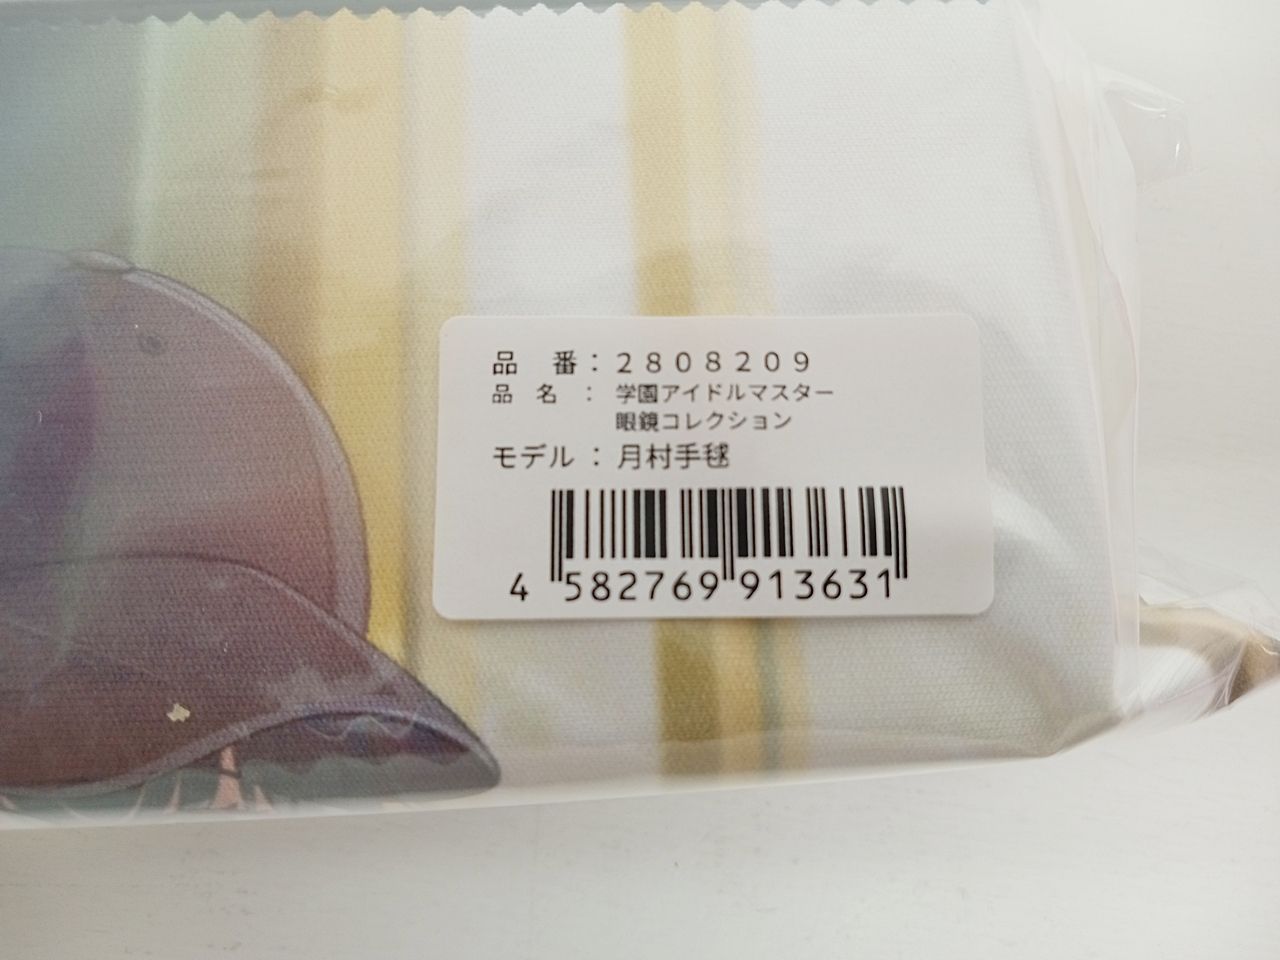 品 番：２８０８２０９
品 名 ： 学園アイドルマスター
眼鏡コレクション
モデル ： 月村手毬
4 582769 913631